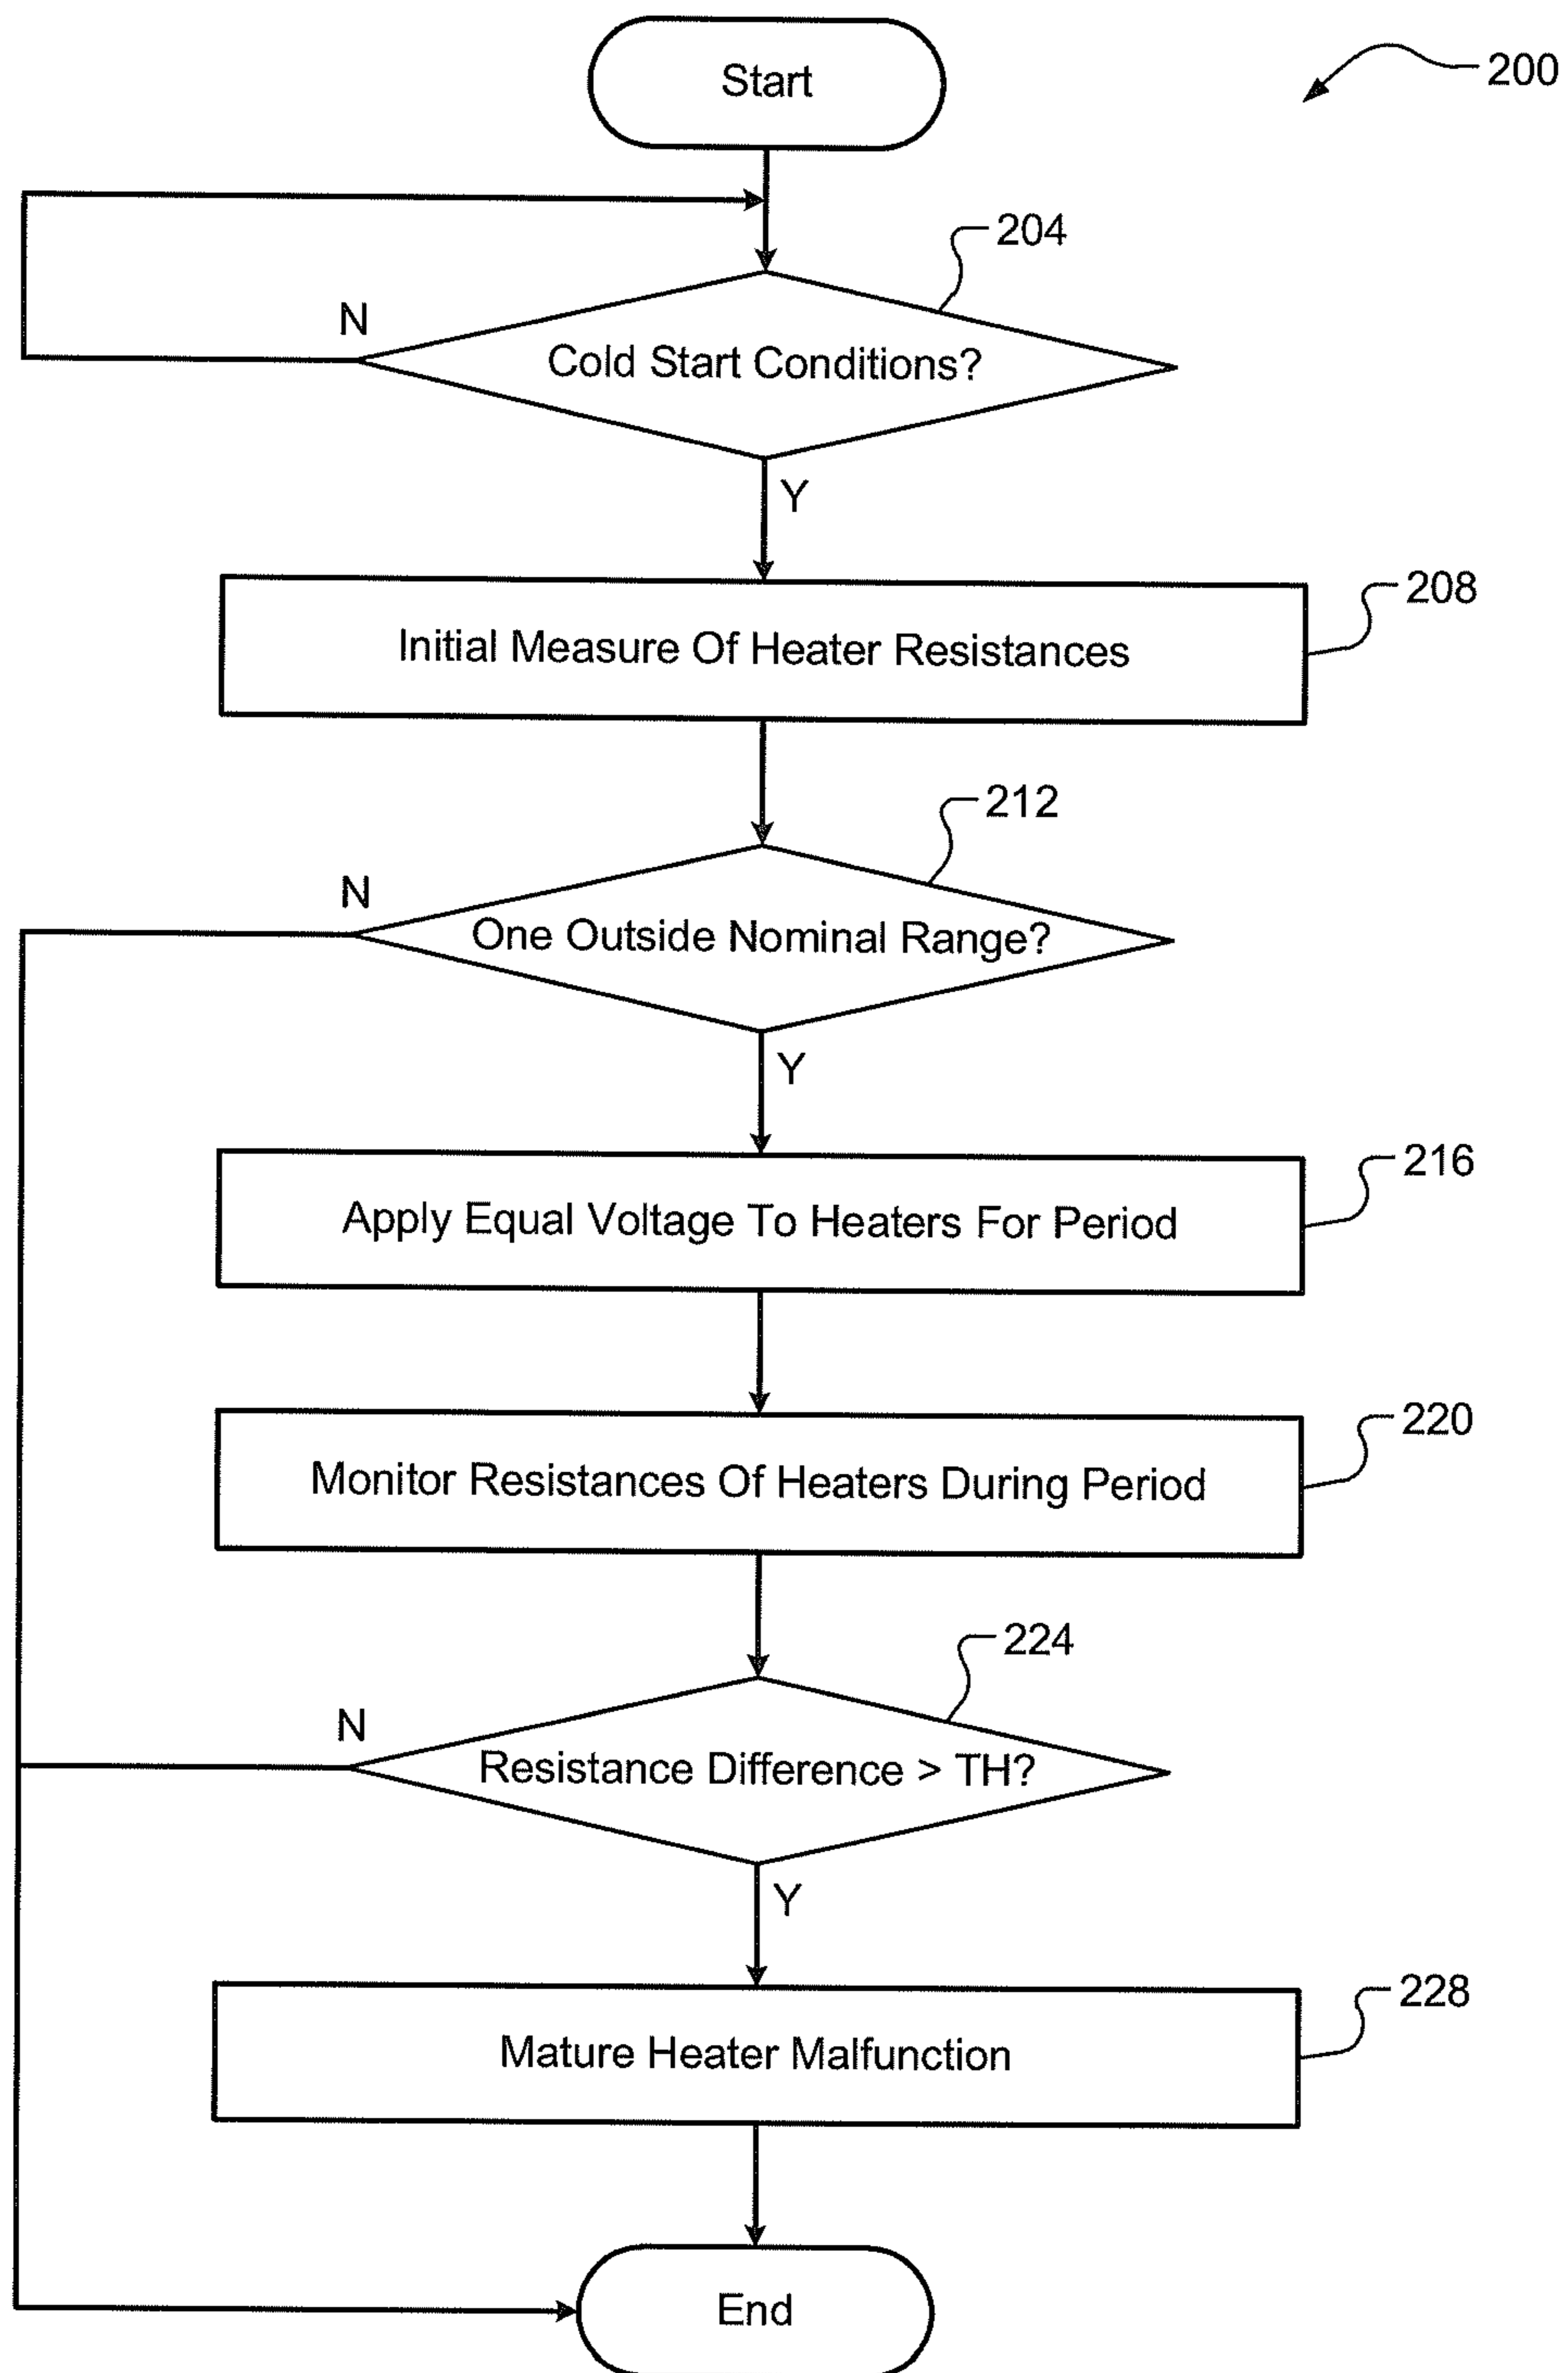 Start
200
204
N
Cold Start Conditions?
Y
208
Initial Measure Of Heater Resistances
212
N
One Outside Nominal Range?
Y
216
Apply Equal Voltage To Heaters For Period
220
Monitor Resistances Of Heaters During Period
224
N
Resistance Difference > TH?
Y
228
Mature Heater Malfunction
End